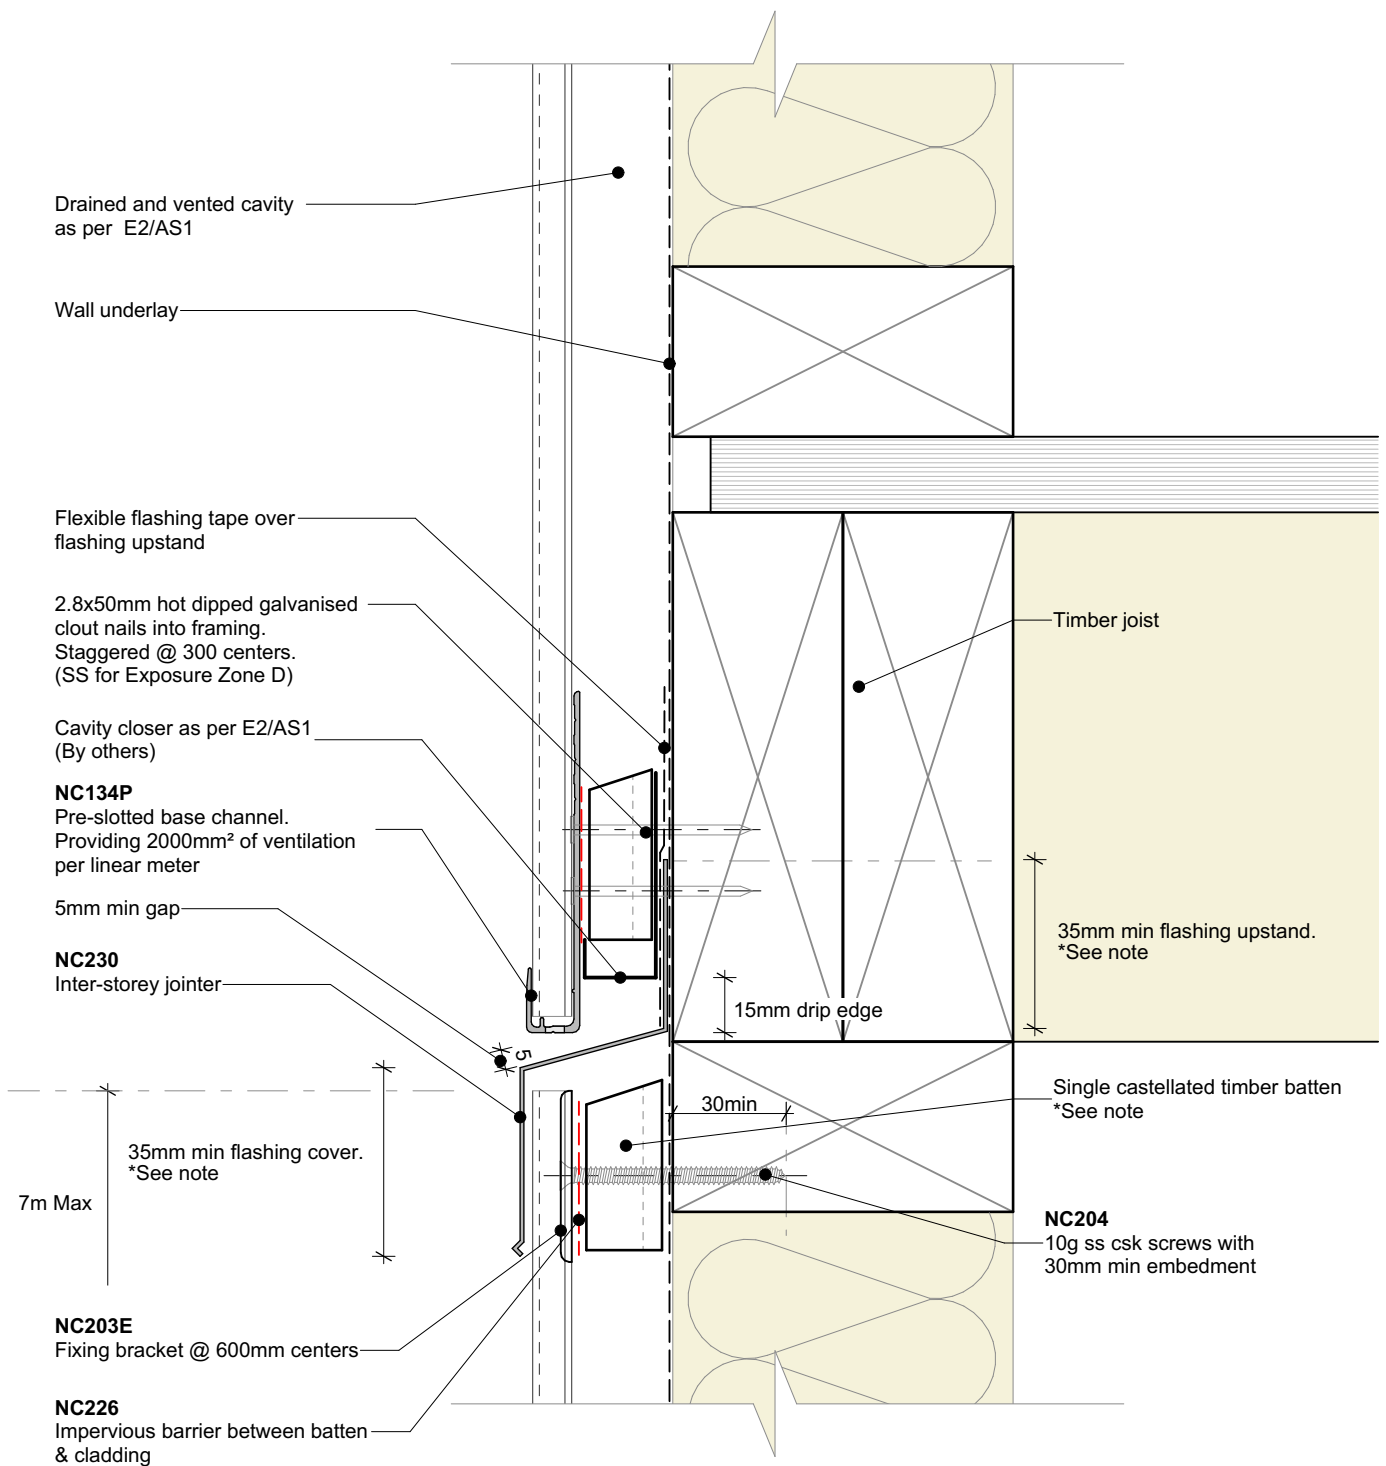 Drained and vented cavity
as per E2/AS1
Wall underlay
Flexible flashing tape over
flashing upstand
2.8x50mm hot dipped galvanised
clout nails into framing.
Staggered @ 300 centers.
(SS for Exposure Zone D)
Cavity closer as per E2/AS1
(By others)
NC134P
Pre-slotted base channel.
Providing 2000mm² of ventilation
per linear meter
5mm min gap
NC230
Inter-storey jointer
5
35mm min flashing cover.
*See note
7m Max
NC203E
Fixing bracket @ 600mm centers
NC226
Impervious barrier between batten
& cladding
Timber joist
35mm min flashing upstand.
*See note
15mm drip edge
30min
Single castellated timber batten
*See note
NC204
10g ss csk screws with
30mm min embedment